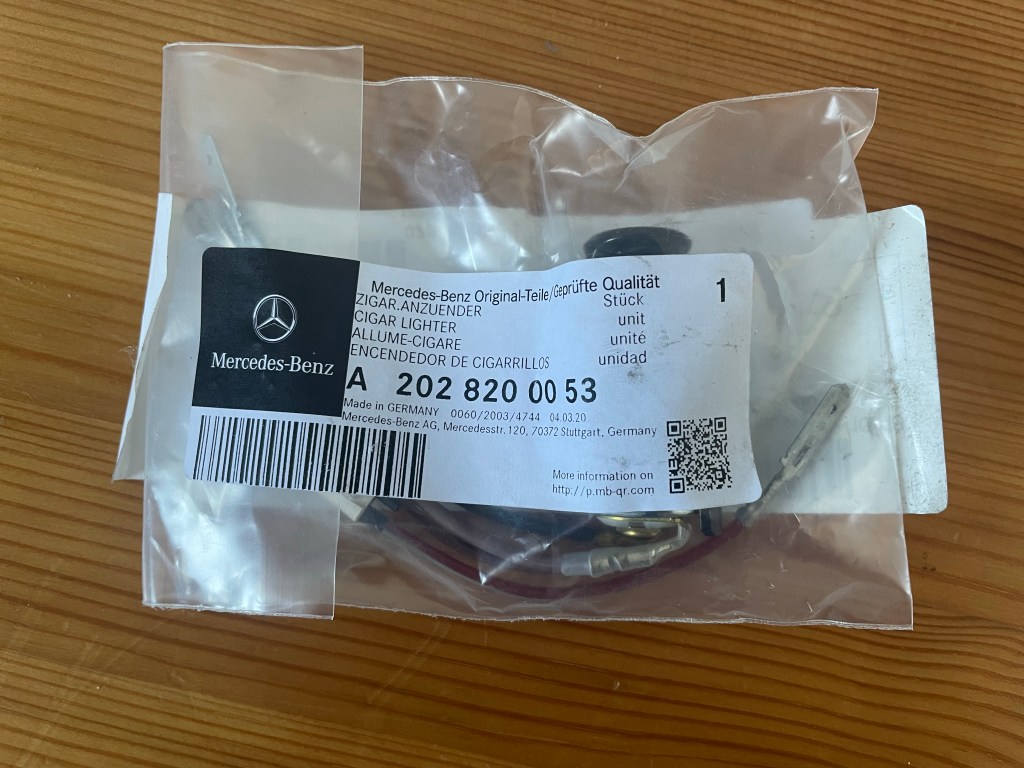 Mercedes-Benz
Mercedes-Benz Original-Teile/Geprüfte Qualität
ZIGAR.ANZUENDER Stück 1
CIGAR LIGHTER unit
ALLUME-CIGARE unité
ENCENDEDOR DE CIGARRILLOS unidad
A 202 820 00 53
Made in GERMANY 0060/2003/4744 04.03.20
Mercedes-Benz AG, Mercedesstr. 120, 70372 Stuttgart, Germany
More information on
http://p.mb-qr.com